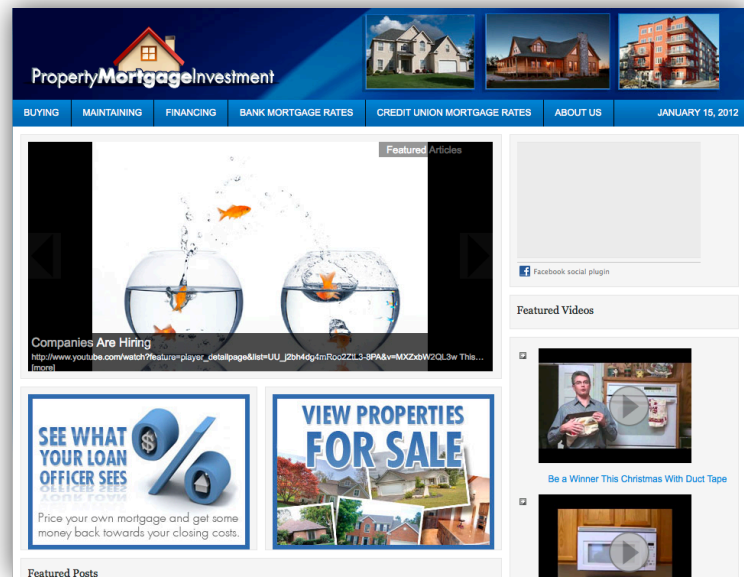 PropertyMortgageInvestment
BUYING MAINTAINING FINANCING BANK MORTGAGE RATES CREDIT UNION MORTGAGE RATES ABOUT US JANUARY 15, 2012
Featured Articles
Companies Are Hiring
http://www.youtube.com/watch?feature=player_detailpage&list=UU_j2bh4dg4mRoo2ZtL3-8PA&v=MXZxbW2QL3w This...
[more]
Facebook social plugin
Featured Videos
Be a Winner This Christmas With Duct Tape
SEE WHAT
YOUR LOAN
OFFICER SEES
$
Price your own mortgage and get some
money back towards your closing costs.
VIEW PROPERTIES
FOR SALE
Featured Posts